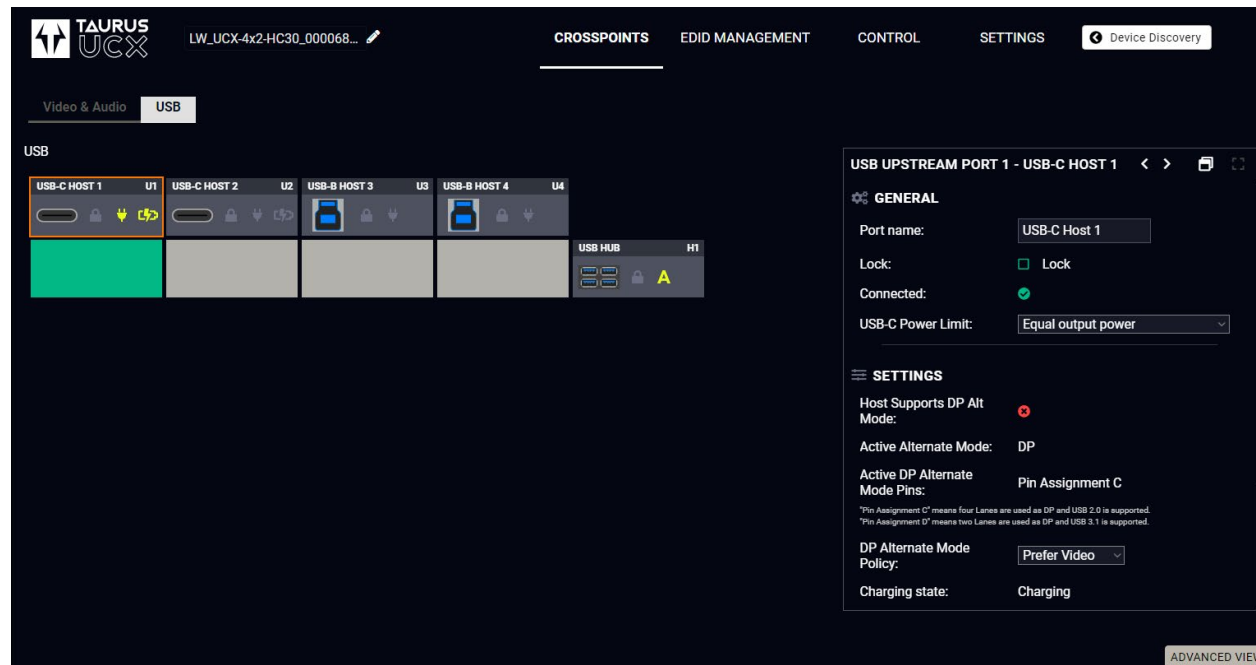 TAURUS
UCX
LW_UCX-4x2-HC30_000068...
CROSSPOINTS
EDID MANAGEMENT
CONTROL
SETTINGS
Device Discovery
Video & Audio
USB
USB
USB-C HOST 1 U1
USB-C HOST 2 U2
USB-B HOST 3 U3
USB-B HOST 4 U4
USB HUB H1
A
USB UPSTREAM PORT 1 - USB-C HOST 1
GENERAL
Port name: USB-C Host 1
Lock: Lock
Connected:
USB-C Power Limit: Equal output power
SETTINGS
Host Supports DP Alt
Mode:
Active Alternate Mode: DP
Active DP Alternate
Mode Pins:
Pin Assignment C
"Pin Assignment C" means four Lanes are used as DP and USB 2.0 is supported.
"Pin Assignment D" means two Lanes are used as DP and USB 3.1 is supported.
DP Alternate Mode
Policy:
Prefer Video
Charging state: Charging
ADVANCED VIEW